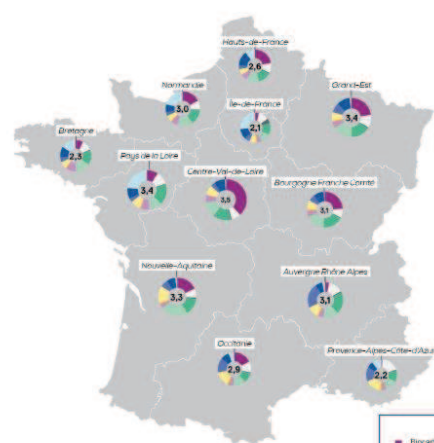 Hauts-de-France
2,6
Normandie
3,0
Île-de-France
2,1
Grand-Est
3,4
Bretagne
2,3
Pays de la Loire
3,4
Centre-Val-de-Loire
3,5
Bourgogne Franche Comté
3,1
Nouvelle-Aquitaine
3,3
Auvergne Rhône Alpes
3,1
Occitanie
2,9
Provence-Alpes-Côte-d'Azur
2,2